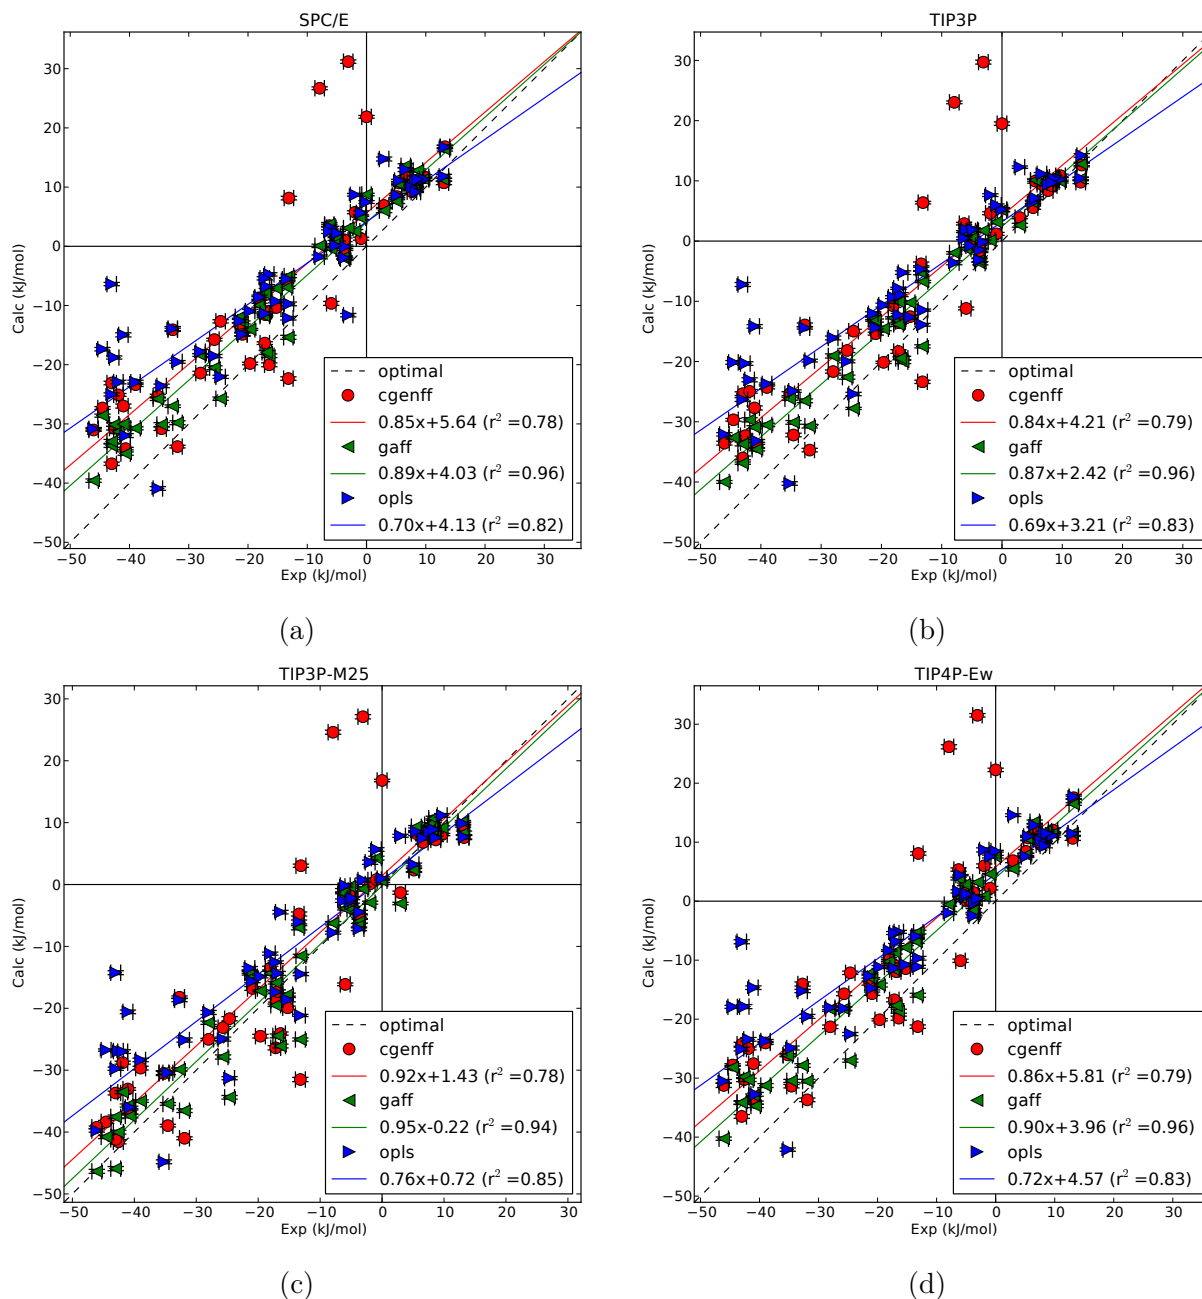 SPC/E
30
20
10
0
−10
−20
−30
−40
−50
Calc (kJ/mol)
optimal
cgenff
0.85x+5.64 (r²=0.78)
gaff
0.89x+4.03 (r²=0.96)
opls
0.70x+4.13 (r²=0.82)
−50 −40 −30 −20 −10 0 10 20 30
Exp (kJ/mol)
(a)
TIP3P
30
20
10
0
−10
−20
−30
−40
−50
Calc (kJ/mol)
optimal
cgenff
0.84x+4.21 (r²=0.79)
gaff
0.87x+2.42 (r²=0.96)
opls
0.69x+3.21 (r²=0.83)
−50 −40 −30 −20 −10 0 10 20 30
Exp (kJ/mol)
(b)
TIP3P-M25
30
20
10
0
−10
−20
−30
−40
−50
Calc (kJ/mol)
optimal
cgenff
0.92x+1.43 (r²=0.78)
gaff
0.95x-0.22 (r²=0.94)
opls
0.76x+0.72 (r²=0.85)
−50 −40 −30 −20 −10 0 10 20 30
Exp (kJ/mol)
(c)
TIP4P-Ew
30
20
10
0
−10
−20
−30
−40
−50
Calc (kJ/mol)
optimal
cgenff
0.86x+5.81 (r²=0.79)
gaff
0.90x+3.96 (r²=0.96)
opls
0.72x+4.57 (r²=0.83)
−50 −40 −30 −20 −10 0 10 20 30
Exp (kJ/mol)
(d)